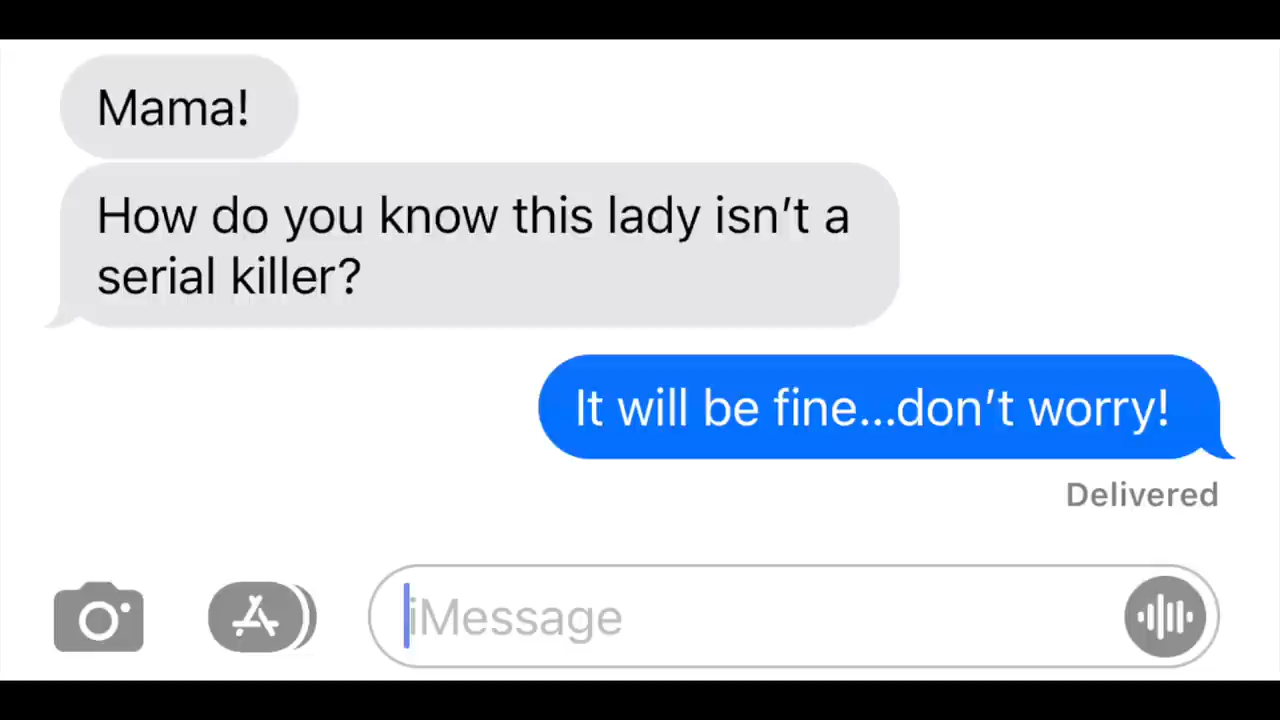 Mama!
How do you know this lady isn’t a
serial killer?
It will be fine...don’t worry!
Delivered
iMessage